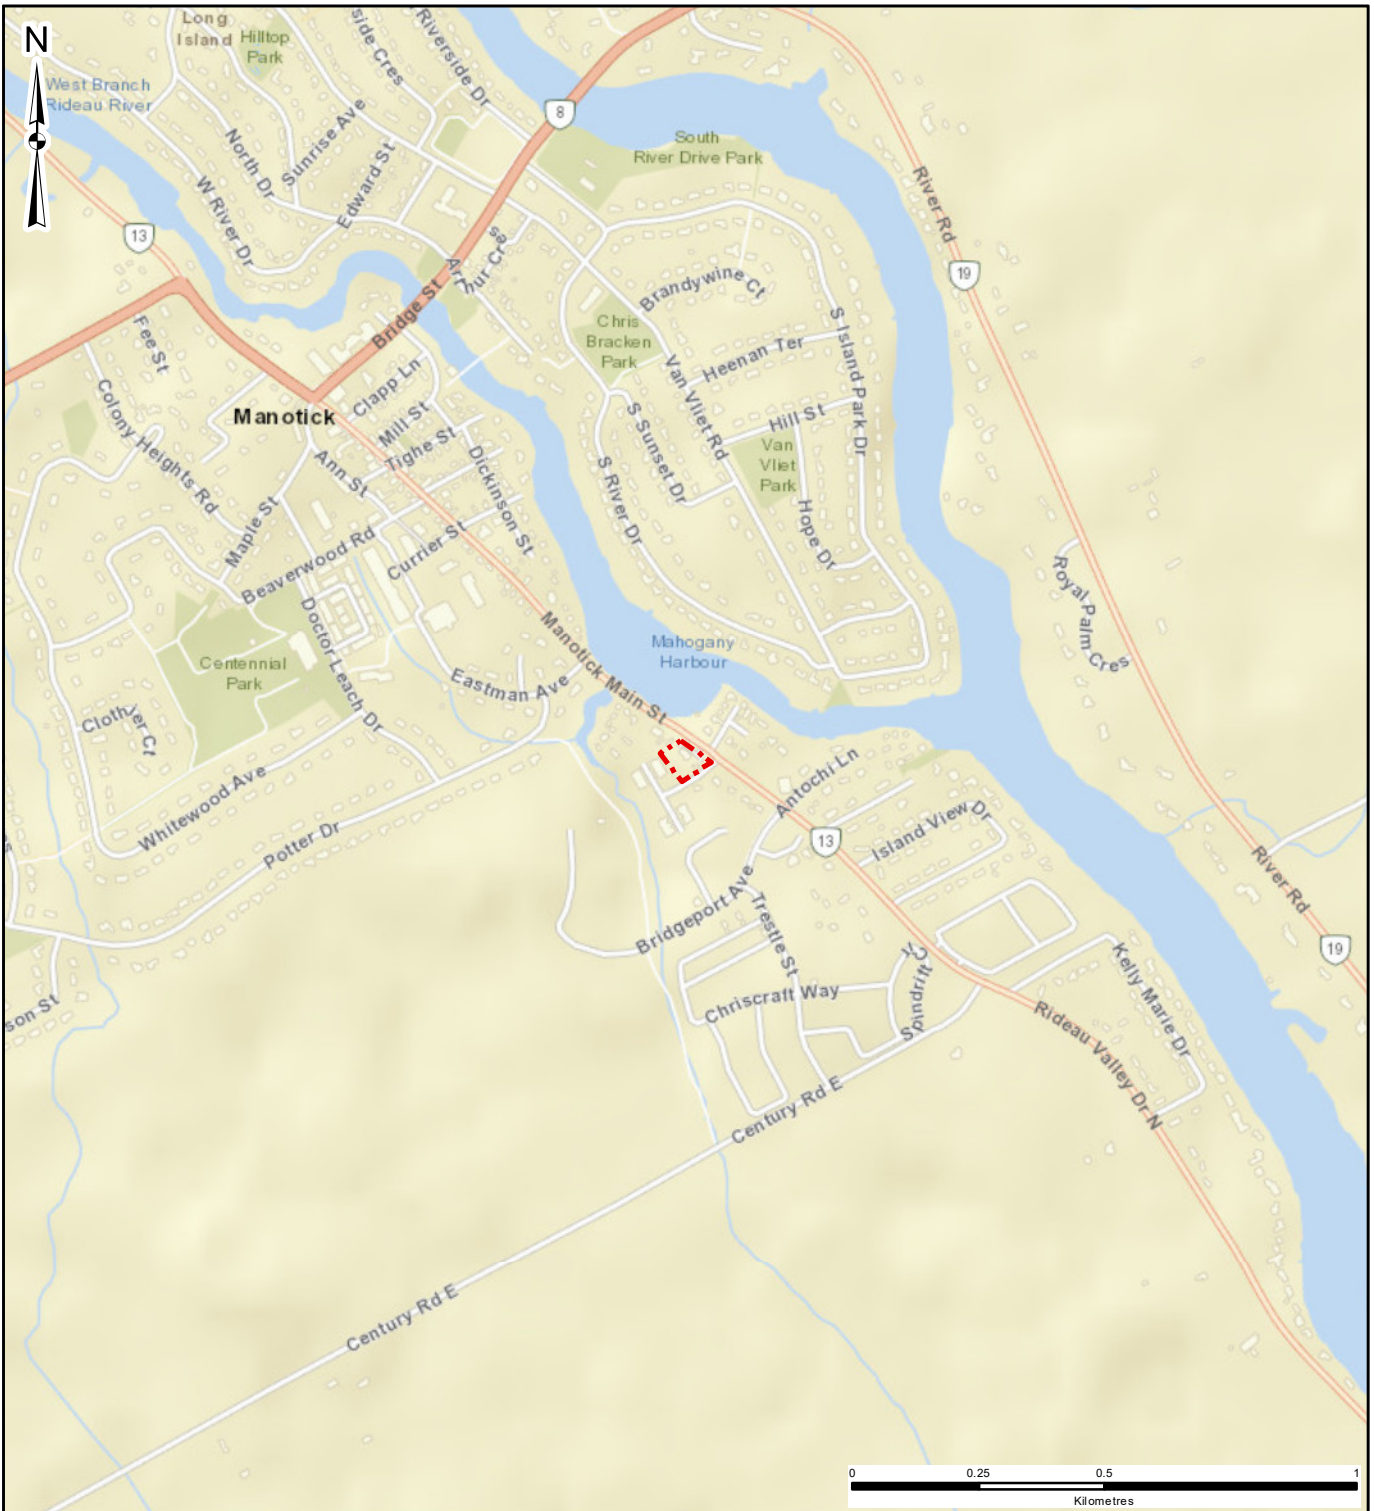 N
Long
Island
Hilltop
Park
side Cres
Riverside Dr
West Branch
Rideau River
8
South
River Drive Park
North Dr
Sunrise Ave
Edward St
W River Dr
River Rd
13
19
Arthur Cres
Bridge St
Brandywine Ct
S Island Park Dr
Chris
Bracken
Park
Fee St
Heenan Ter
Van Vliet Rd
Clapp Ln
Colony Heights Rd
Manotick
Mill St
Hill St
Tighe St
S Sunset Dr
Van
Vliet
Park
Ann St
Dickinson St
S River Dr
Hope Dr
Maple St
Beaverwood Rd
Currier St
Royal Palm Cres
Doctor Leach Dr
Manotick Main St
Mahogany
Harbour
Centennial
Park
Eastman Ave
Clothier Ct
Whitewood Ave
Antochi Ln
Potter Dr
13
Island View Dr
River Rd
Bridgeport Ave
Trestle St
19
Kelly Marie Dr
Chriscraft Way
Spindrift
son St
Rideau Valley Dr N
Century Rd E
Century Rd E
0 0.25 0.5 1
Kilometres